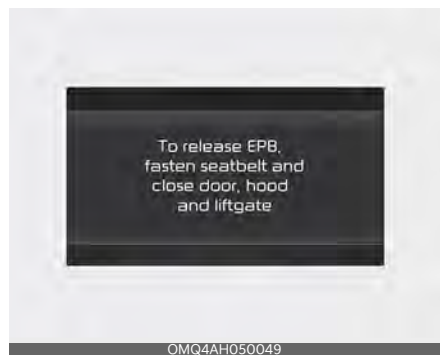 To release EPB,
fasten seatbelt and
close door, hood
and liftgate
OMQ4AH050049